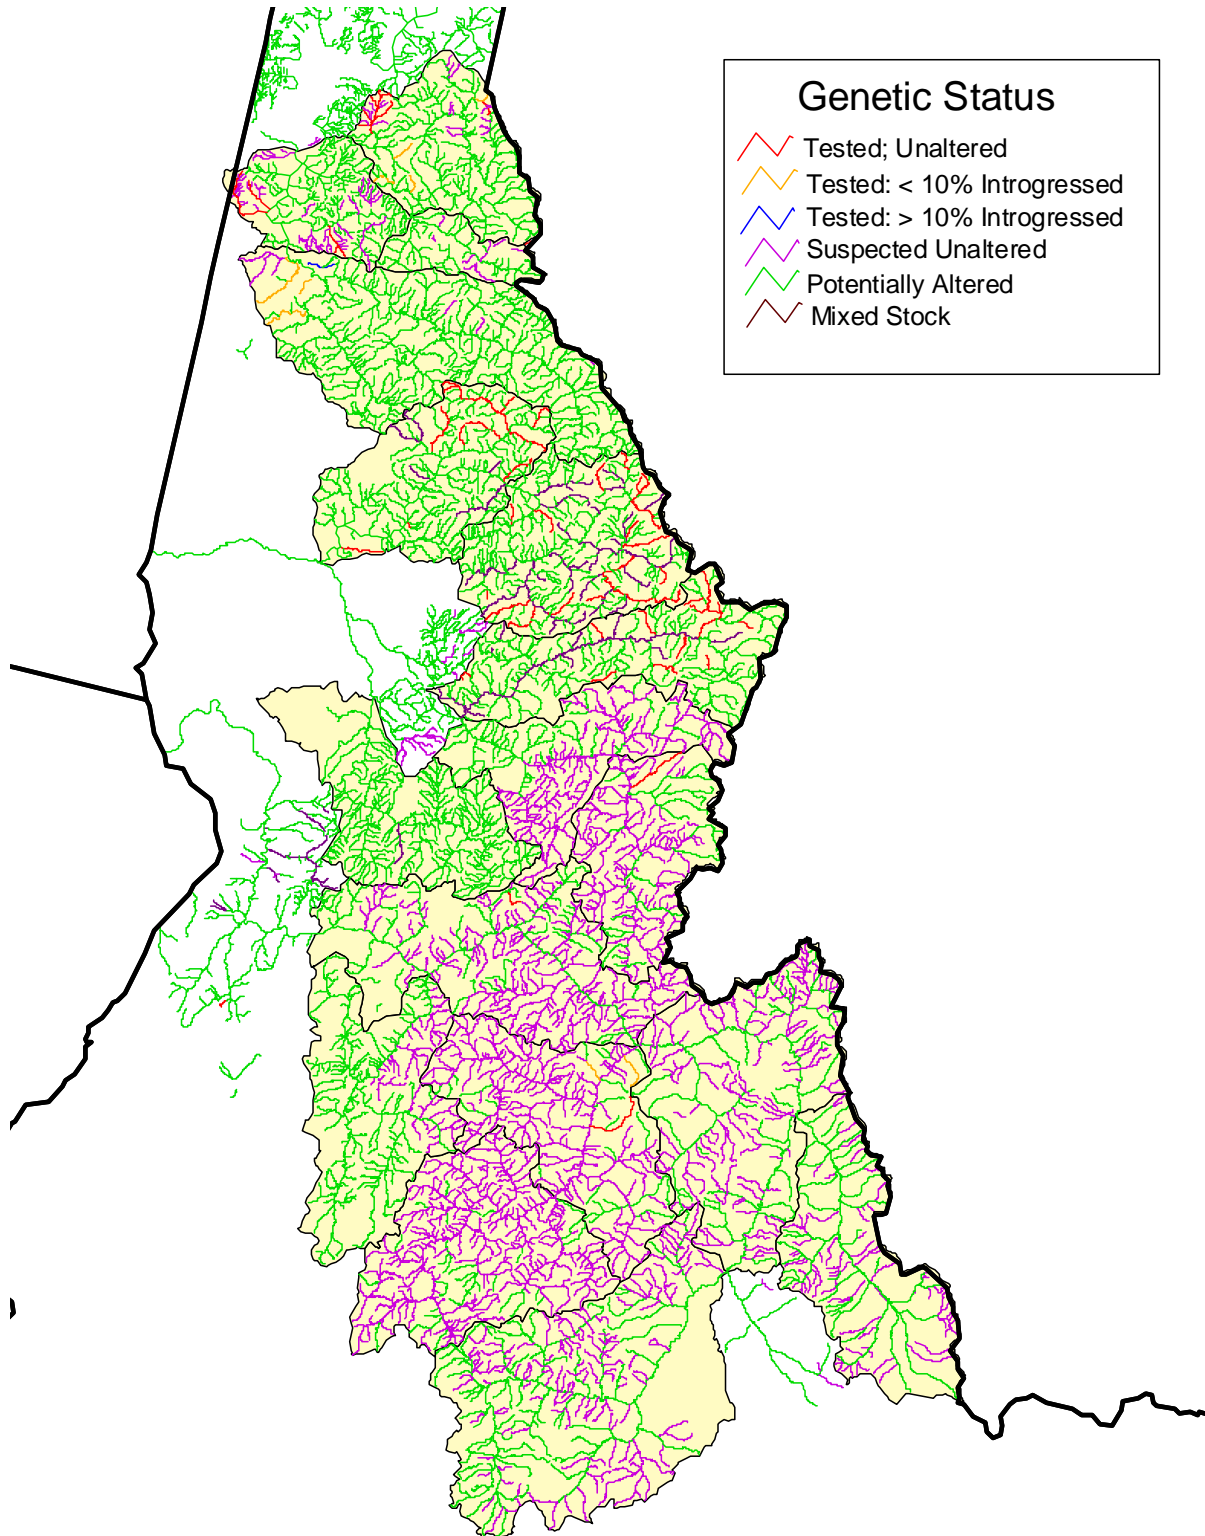 Genetic Status
Tested; Unaltered
Tested: < 10% Introgressed
Tested: > 10% Introgressed
Suspected Unaltered
Potentially Altered
Mixed Stock